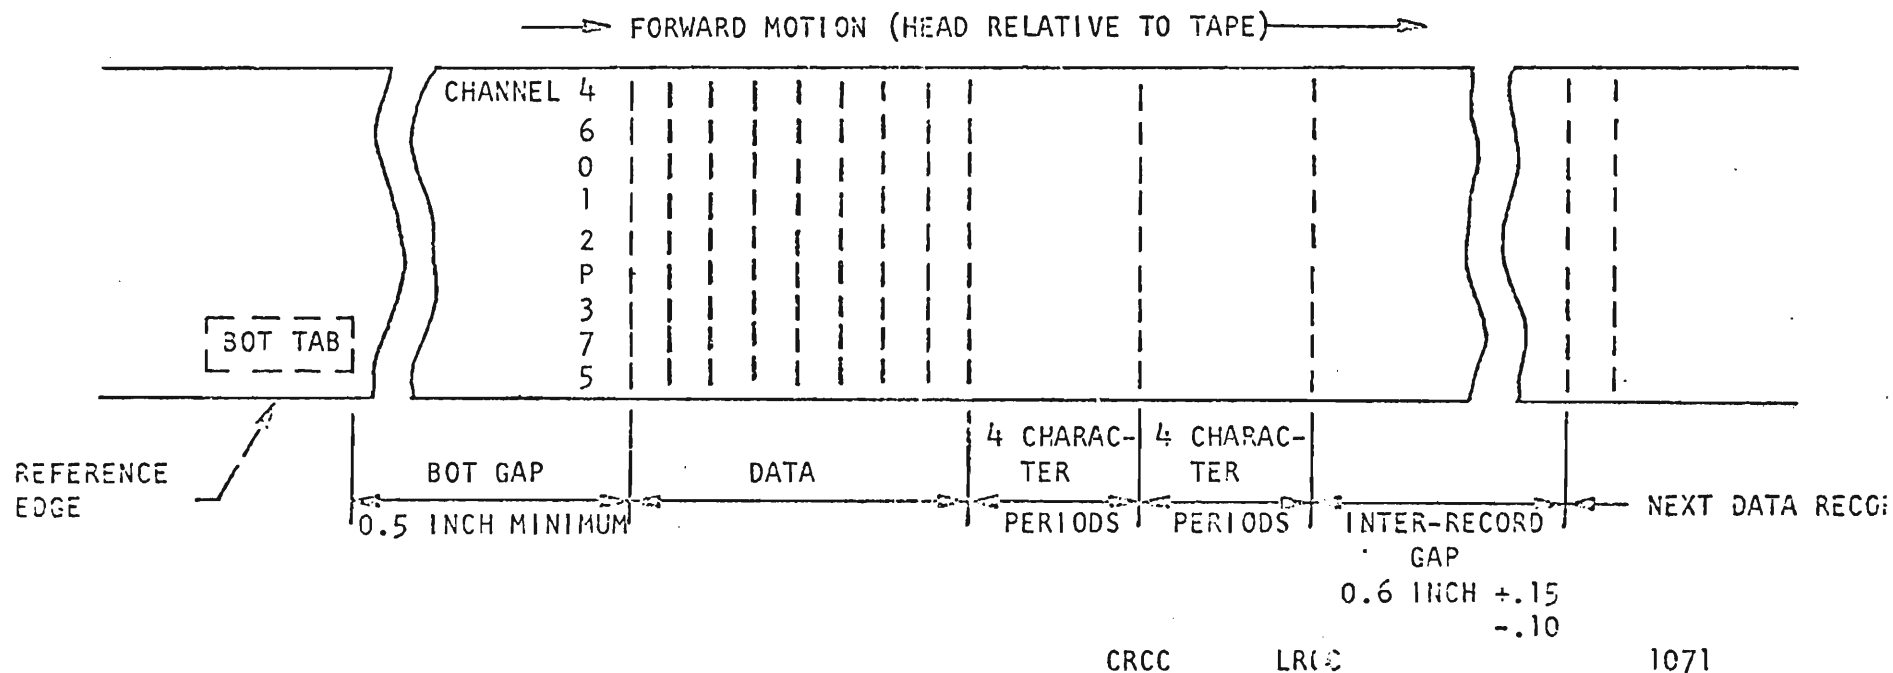 FORWARD MOTION (HEAD RELATIVE TO TAPE)
CHANNEL 4
6
0
1
2
P
3
7
5
BOT TAB
REFERENCE
EDGE
BOT GAP
0.5 INCH MINIMUM
DATA
4 CHARAC-
TER
PERIODS
4 CHARAC-
TER
PERIODS
INTER-RECORD
GAP
0.6 INCH +.15
-.10
NEXT DATA
CRCC
1071